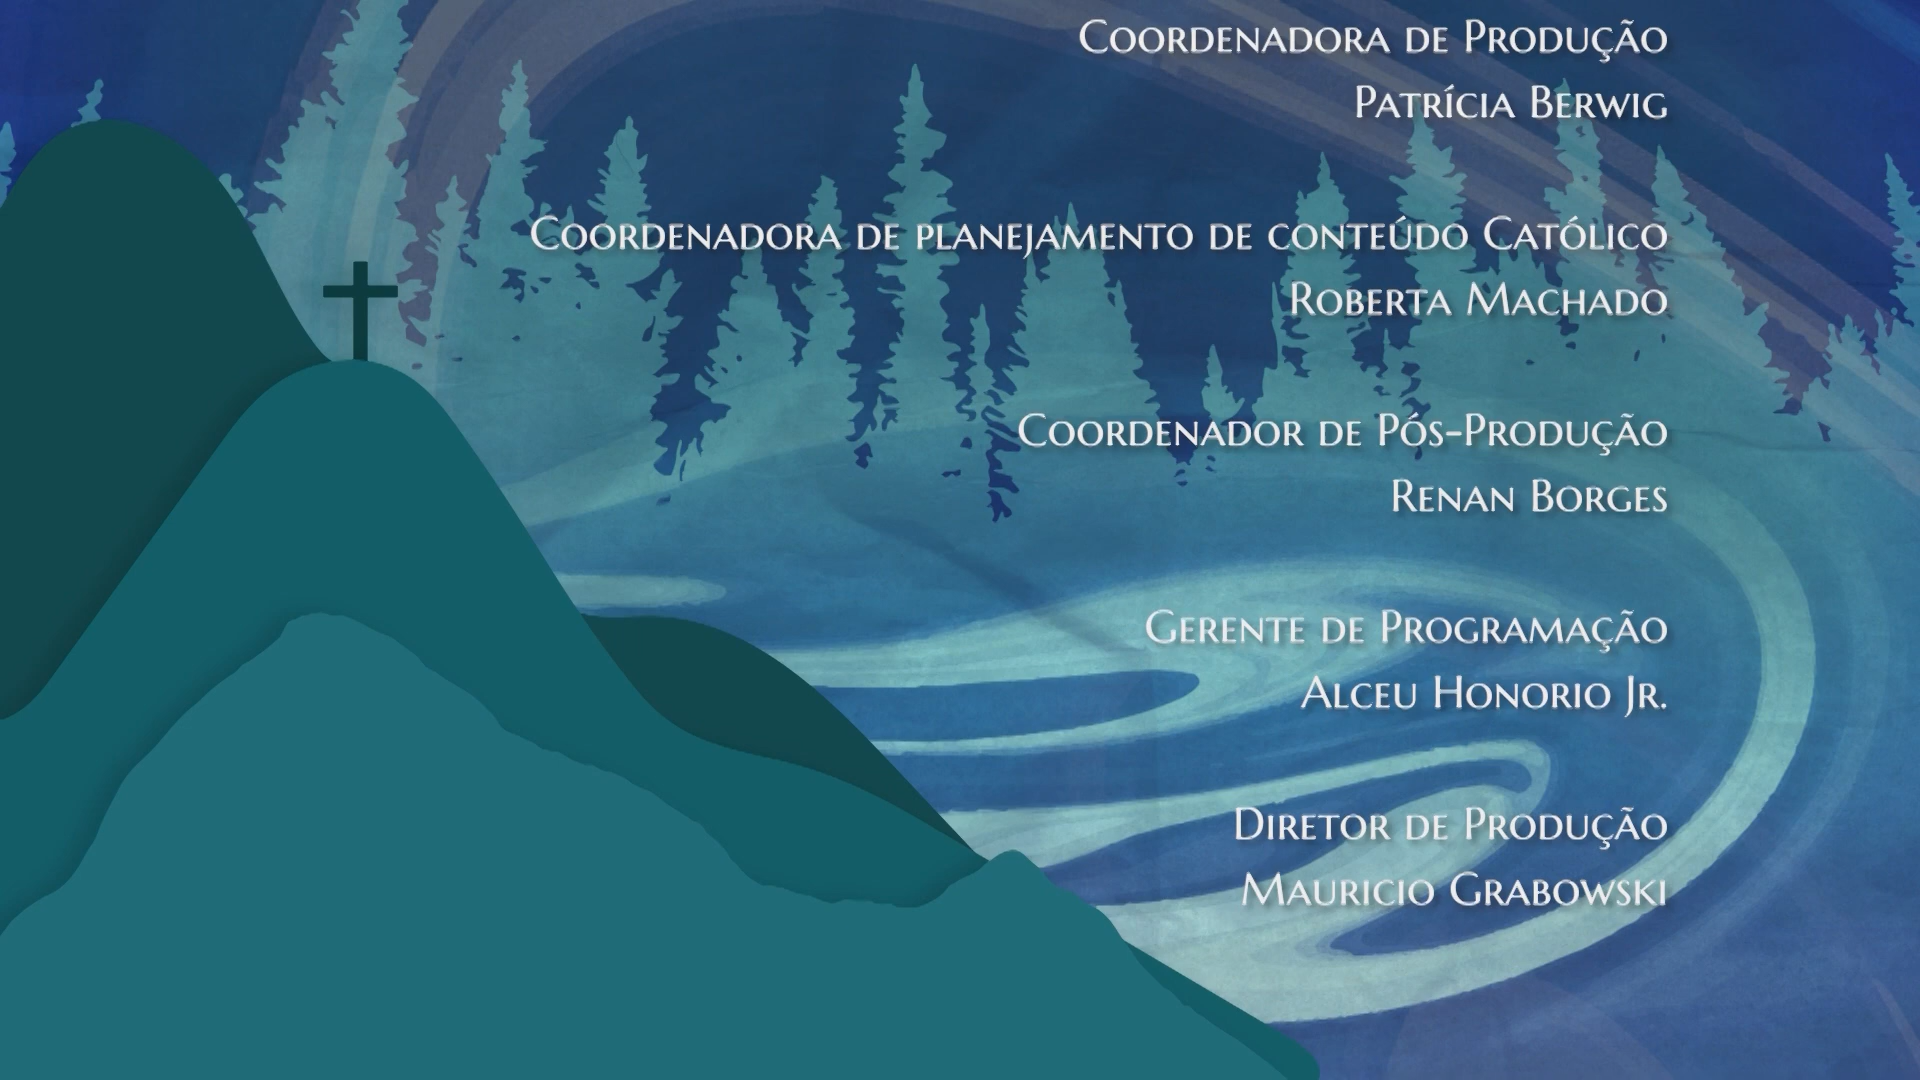 Coordenadora de Produção
Patrícia Berwig
Coordenadora de planejamento de conteúdo Católico
Roberta Machado
Coordenador de Pós-Produção
Renan Borges
Gerente de Programação
Alceu Honorio Jr.
Diretor de Produção
Mauricio Grabowski